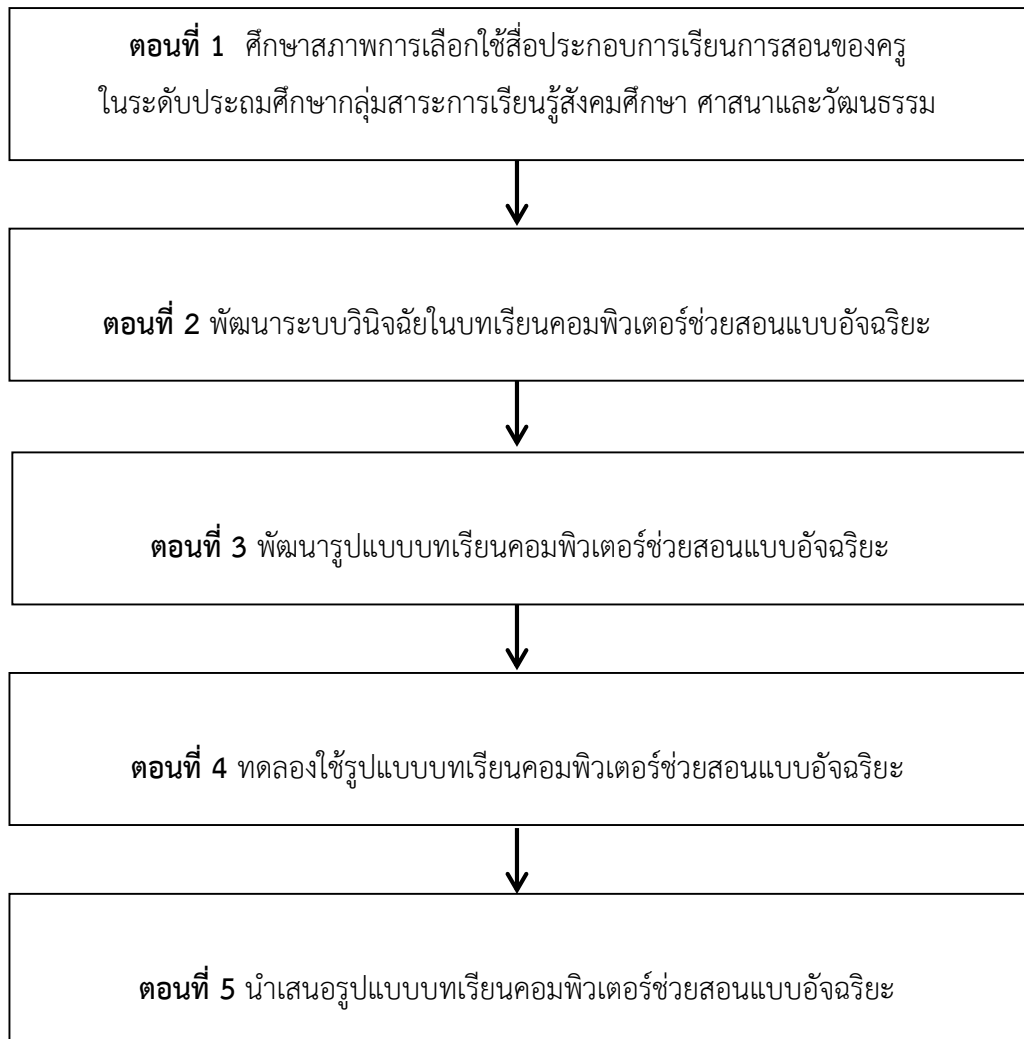 ตอนที่ 1 ศึกษาสภาพการเลือกใช้สื่อประกอบการเรียนการสอนของครู
ในระดับประถมศึกษากลุ่มสาระการเรียนรู้สังคมศึกษา ศาสนาและวัฒนธรรม
ตอนที่ 2 พัฒนาระบบวินิจฉัยในบทเรียนคอมพิวเตอร์ช่วยสอนแบบอัจฉริยะ
ตอนที่ 3 พัฒนารูปแบบบทเรียนคอมพิวเตอร์ช่วยสอนแบบอัจฉริยะ
ตอนที่ 4 ทดลองใช้รูปแบบบทเรียนคอมพิวเตอร์ช่วยสอนแบบอัจฉริยะ
ตอนที่ 5 นำเสนอรูปแบบบทเรียนคอมพิวเตอร์ช่วยสอนแบบอัจฉริยะ